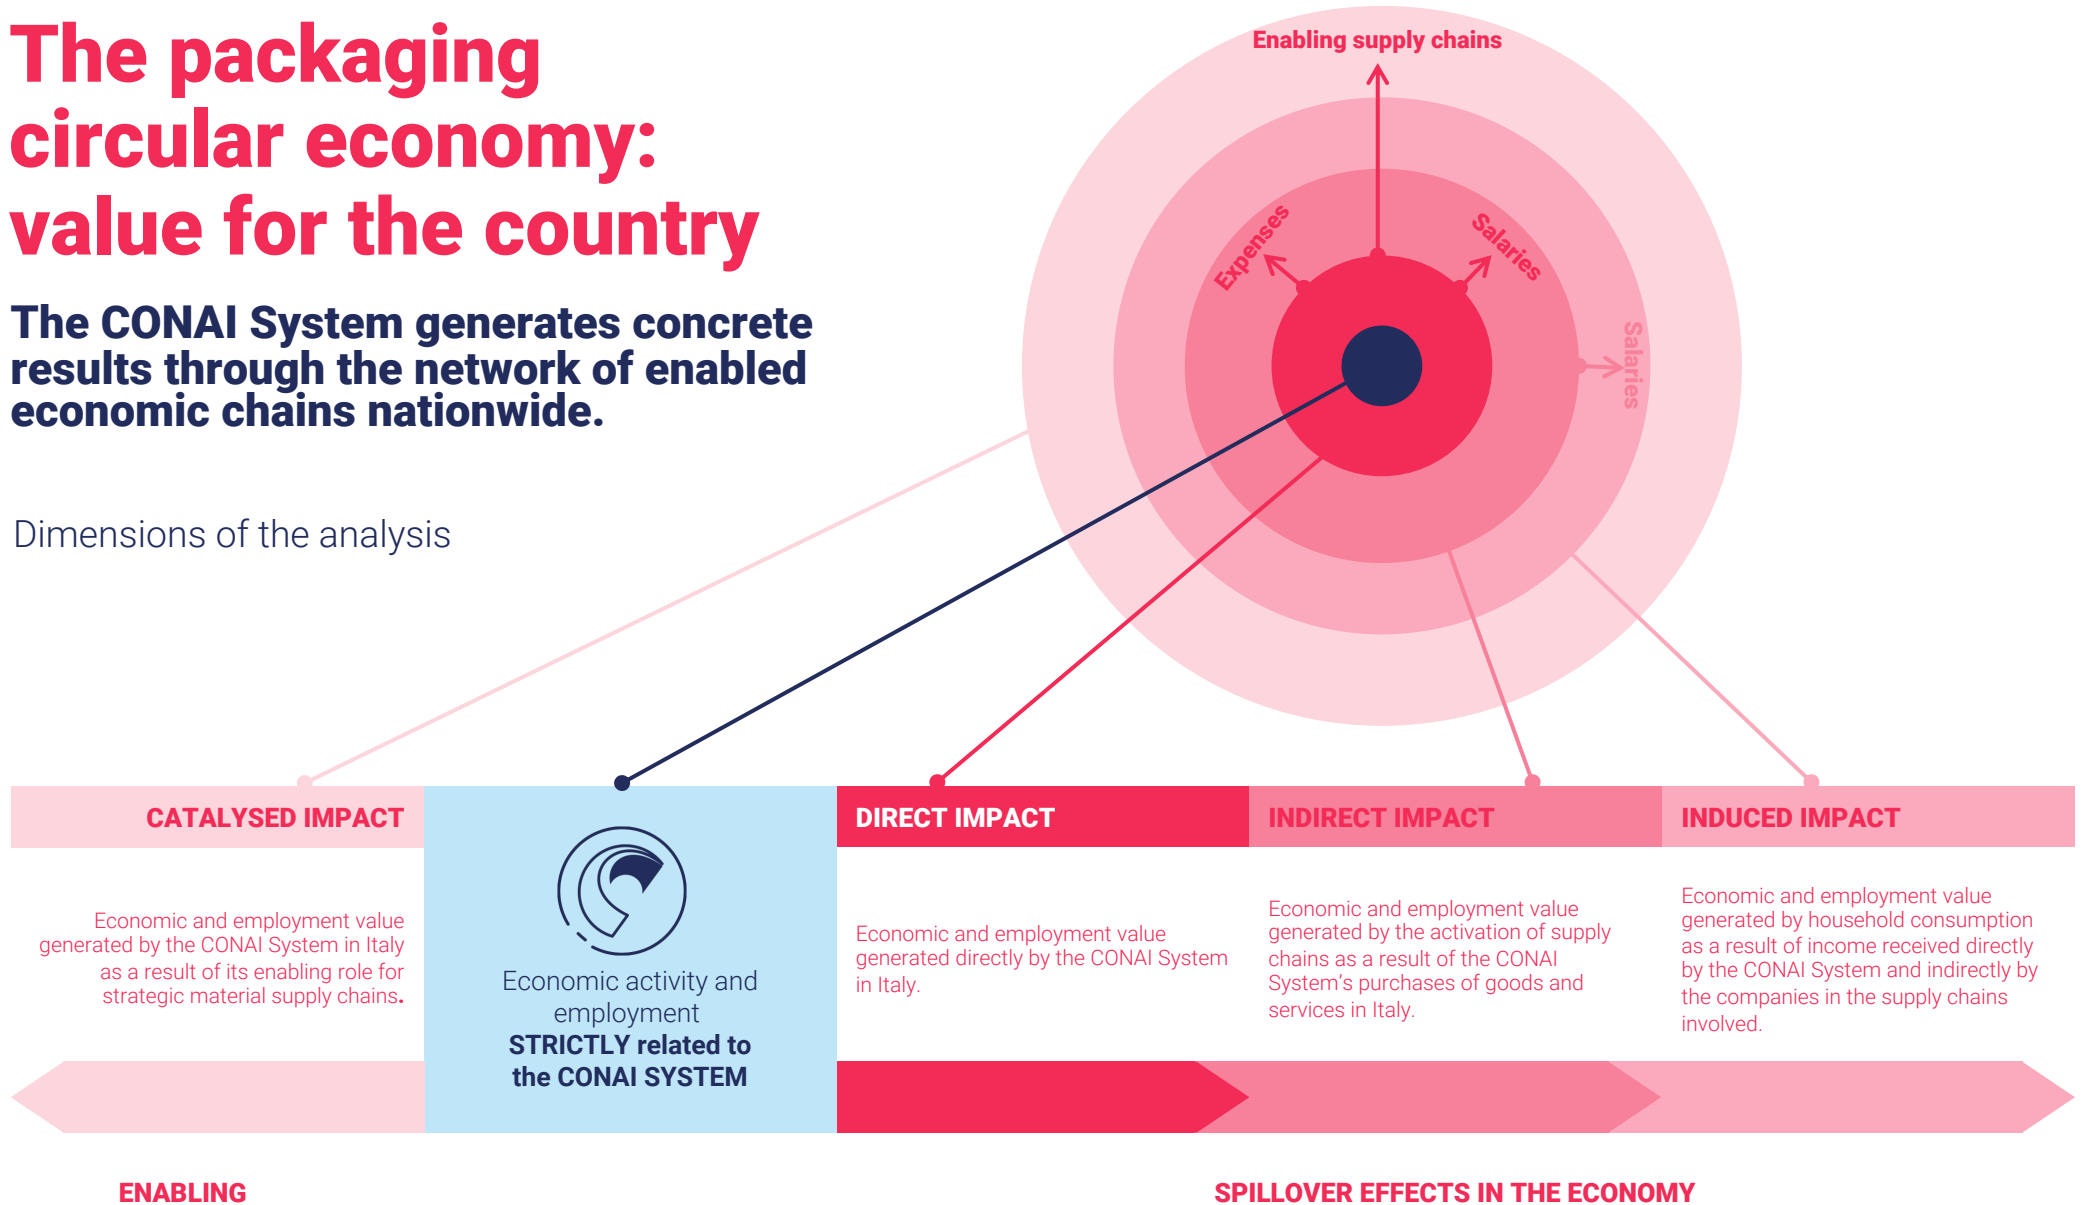 The packaging
circular economy:
value for the country
The CONAI System generates concrete
results through the network of enabled
economic chains nationwide.
Dimensions of the analysis
Enabling supply chains
Expenses
Salaries
Salaries
CATALYSED IMPACT
Economic and employment value
generated by the CONAI System in Italy
as a result of its enabling role for
strategic material supply chains.
Economic activity and
employment
STRICTLY related to
the CONAI SYSTEM
DIRECT IMPACT
Economic and employment value
generated directly by the CONAI System
in Italy.
INDIRECT IMPACT
Economic and employment value
generated by the activation of supply
chains as a result of the CONAI
System's purchases of goods and
services in Italy.
INDUCED IMPACT
Economic and employment value
generated by household consumption
as a result of income received directly
by the CONAI System and indirectly by
the companies in the supply chains
involved.
ENABLING
SPILLOVER EFFECTS IN THE ECONOMY